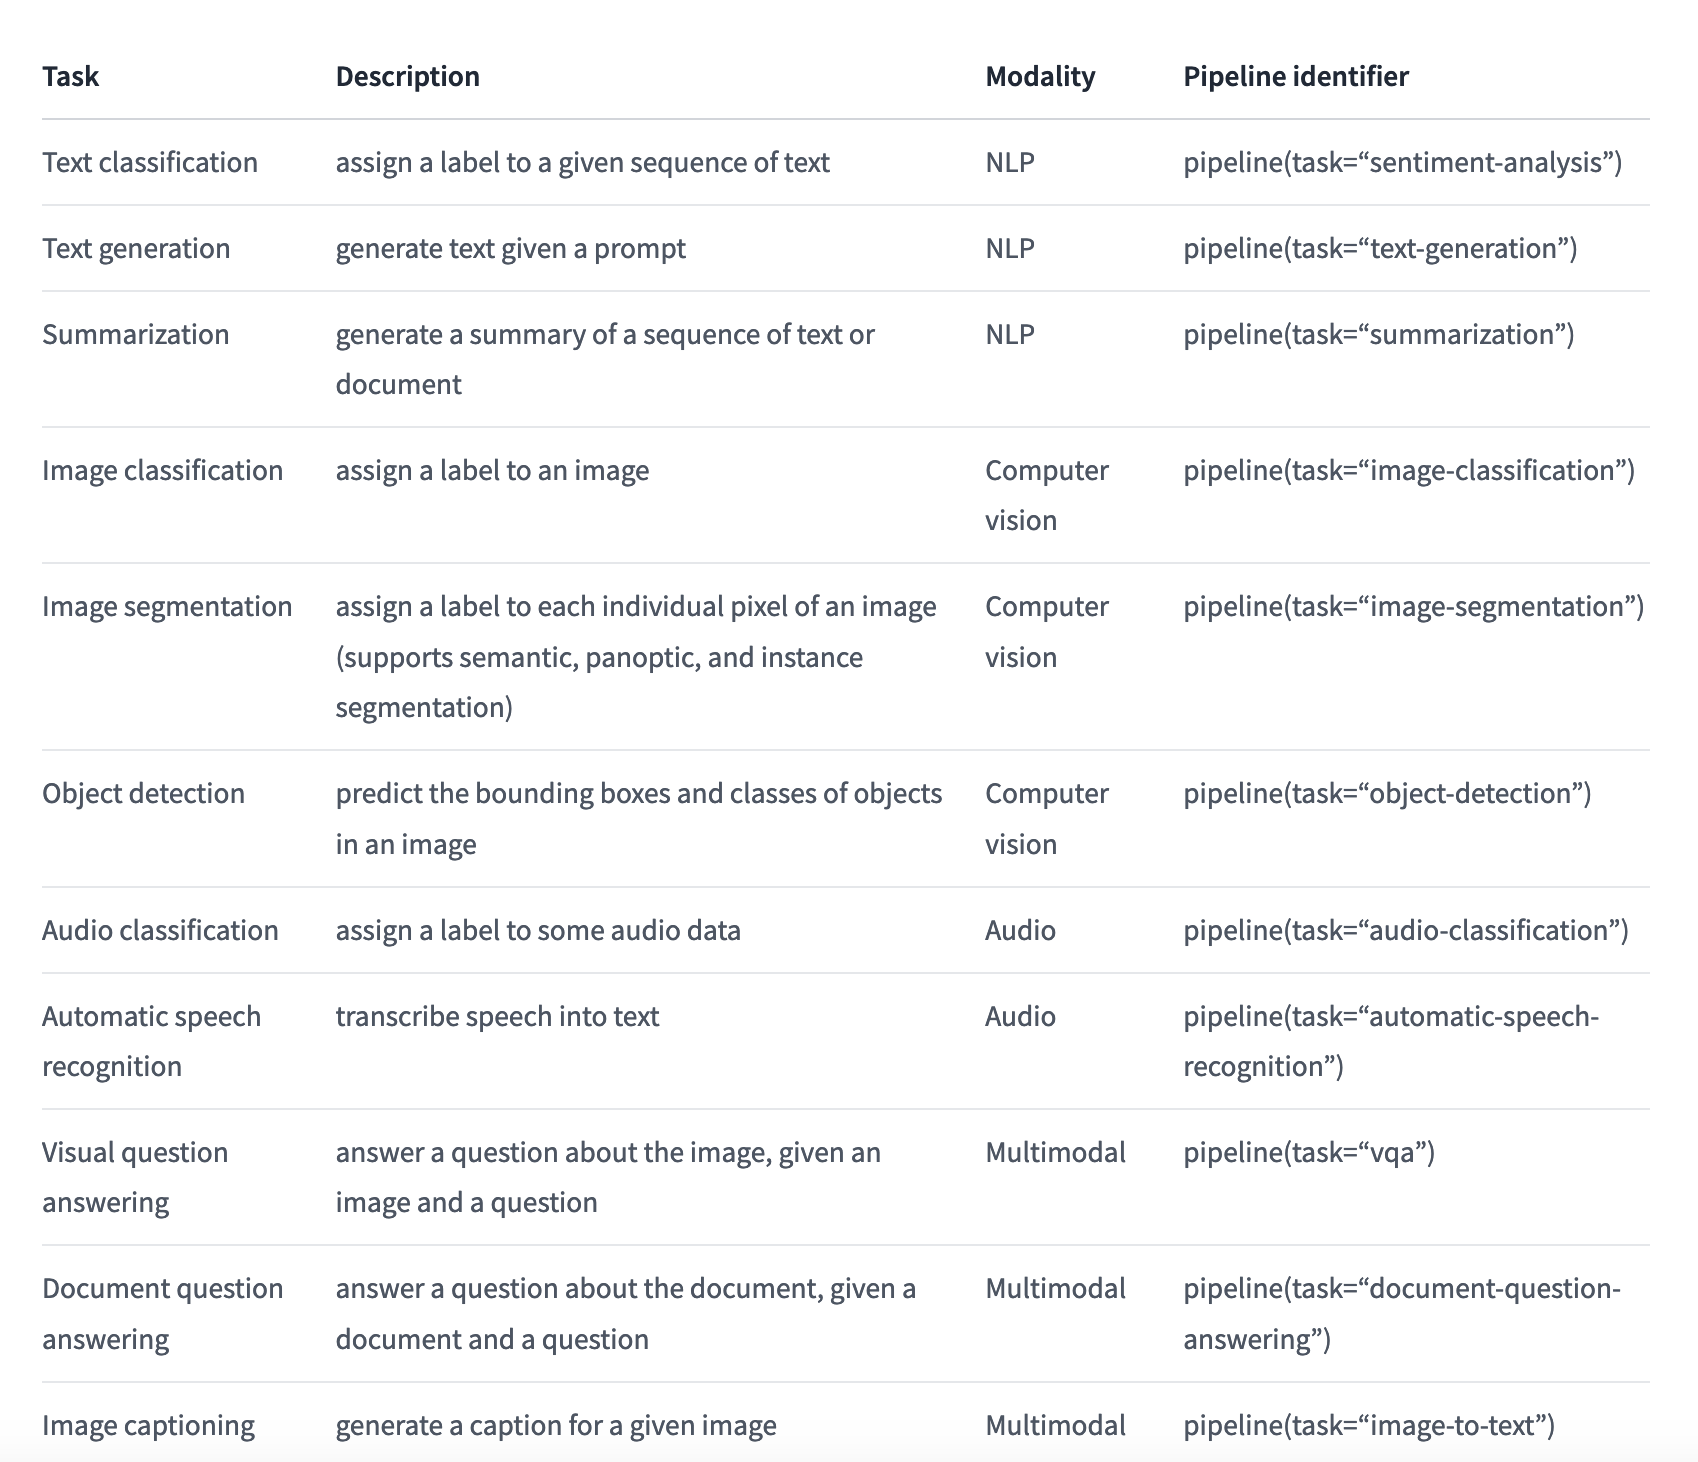 Task Description Modality Pipeline identifier
Text classification assign a label to a given sequence of text NLP pipeline(task=“sentiment-analysis”)
Text generation generate text given a prompt NLP pipeline(task=“text-generation”)
Summarization generate a summary of a sequence of text or NLP pipeline(task=“summarization”)
document
Image classification assign a label to an image Computer pipeline(task=“image-classification”)
vision
Image segmentation assign a label to each individual pixel of an image Computer pipeline(task=“image-segmentation”)
(supports semantic, panoptic, and instance vision
segmentation)
Object detection predict the bounding boxes and classes of objects Computer pipeline(task=“object-detection”)
in an image vision
Audio classification assign a label to some audio data Audio pipeline(task=“audio-classification”)
Automatic speech transcribe speech into text Audio pipeline(task=“automatic-speech-
recognition recognition”)
Visual question answer a question about the image, given an Multimodal pipeline(task=“vqa”)
answering image and a question
Document question answer a question about the document, given a Multimodal pipeline(task=“document-question-
answering document and a question answering”)
Image captioning generate a caption for a given image Multimodal pipeline(task=“image-to-text”)